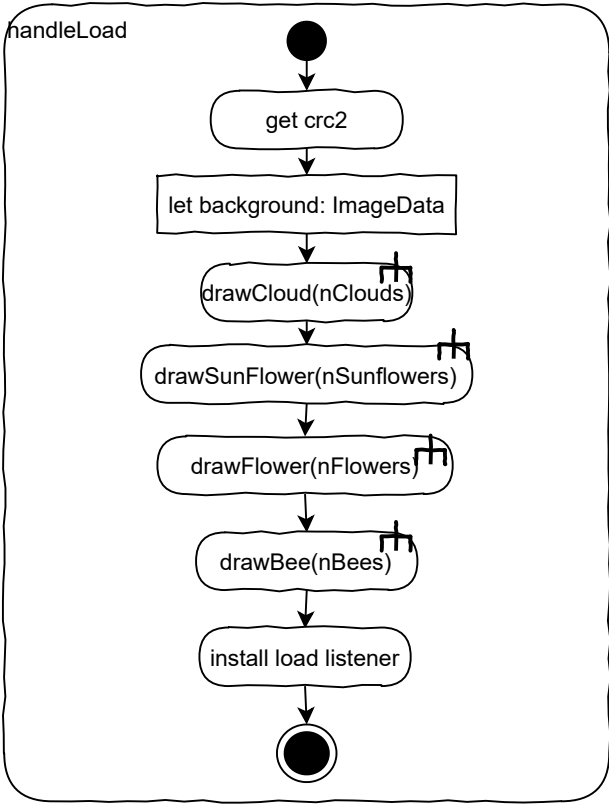 handleLoad
get crc2
let background: ImageData
drawCloud(nClouds)
drawSunFlower(nSunflowers)
drawFlower(nFlowers)
drawBee(nBees)
install load listener